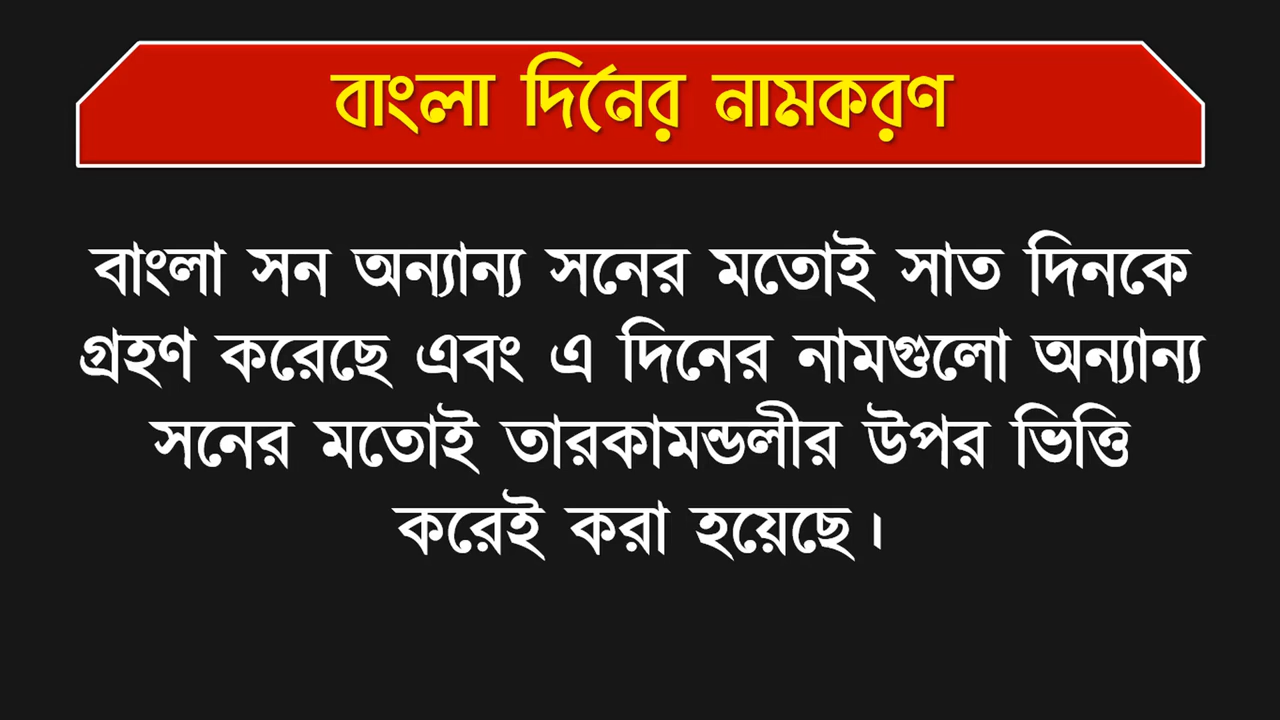 বাংলা দিনের নামকরণ
বাংলা সন অন্যান্য সনের মতোই সাত দিনকে
গ্রহণ করেছে এবং এ দিনের নামগুলো অন্যান্য
সনের মতোই তারকামন্ডলীর উপর ভিত্তি
করেই করা হয়েছে।